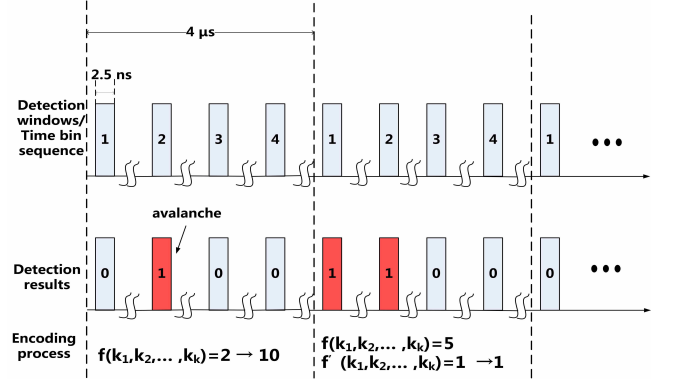 4 μs
2.5 ns
Detection
windows/
Time bin
sequence
1 2 3 4 1 2 3 4 1 •••
avalanche
Detection
results
0 1 0 0 1 1 0 0 0 •••
Encoding
process
f(k₁,k₂,... ,kₖ)=2 → 10
f(k₁,k₂,... ,kₖ)=5
f′ (k₁,k₂,... ,kₖ)=1 →1